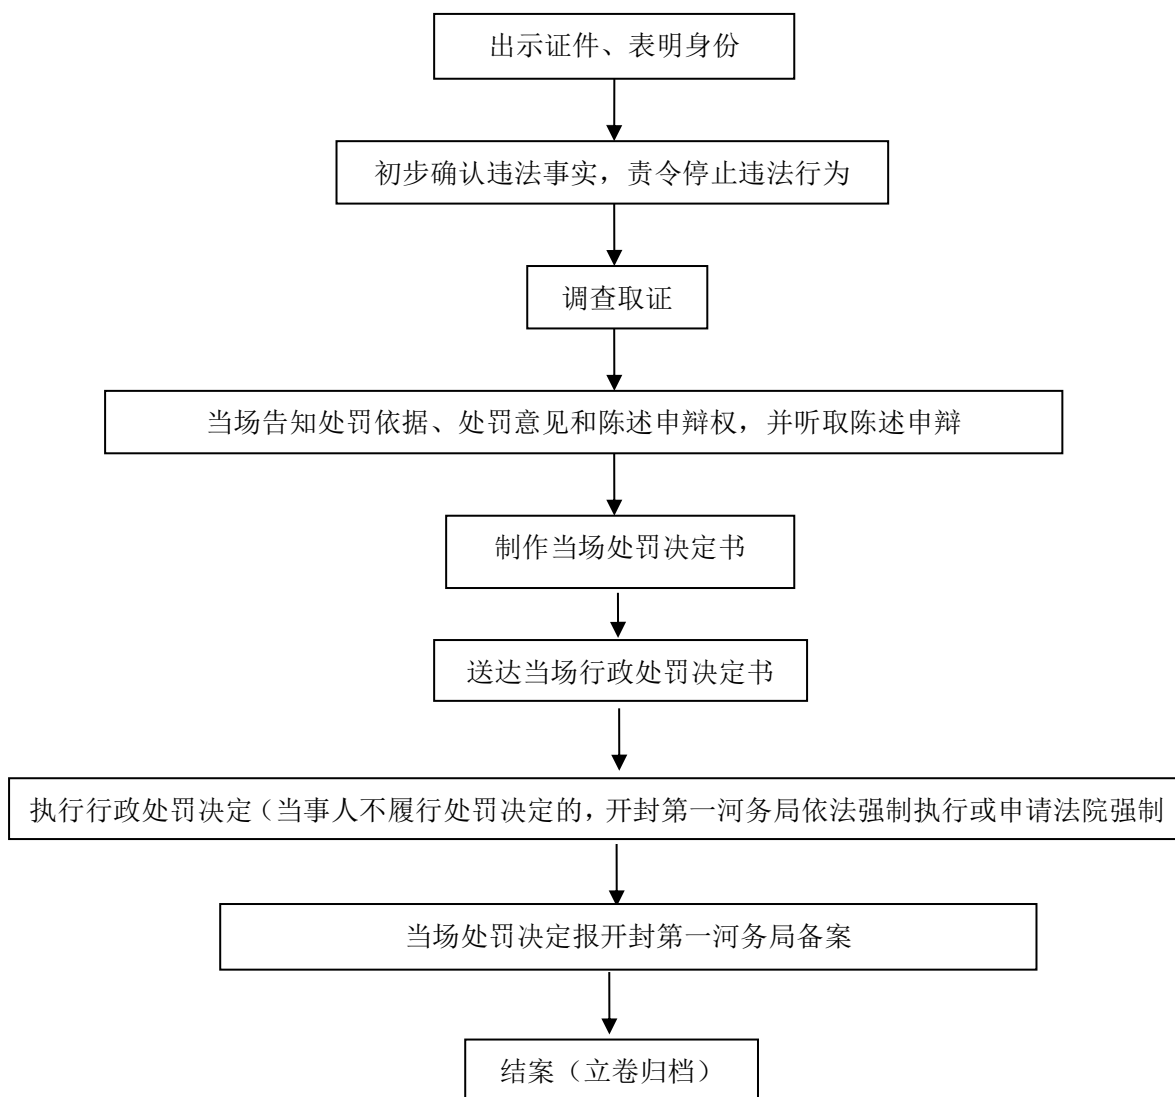 出示证件、表明身份
初步确认违法事实，责令停止违法行为
调查取证
当场告知处罚依据、处罚意见和陈述申辩权，并听取陈述申辩
制作当场处罚决定书
送达当场行政处罚决定书
执行行政处罚决定（当事人不履行处罚决定的，开封第一河务局依法强制执行或申请法院强制
当场处罚决定报开封第一河务局备案
结案（立卷归档）